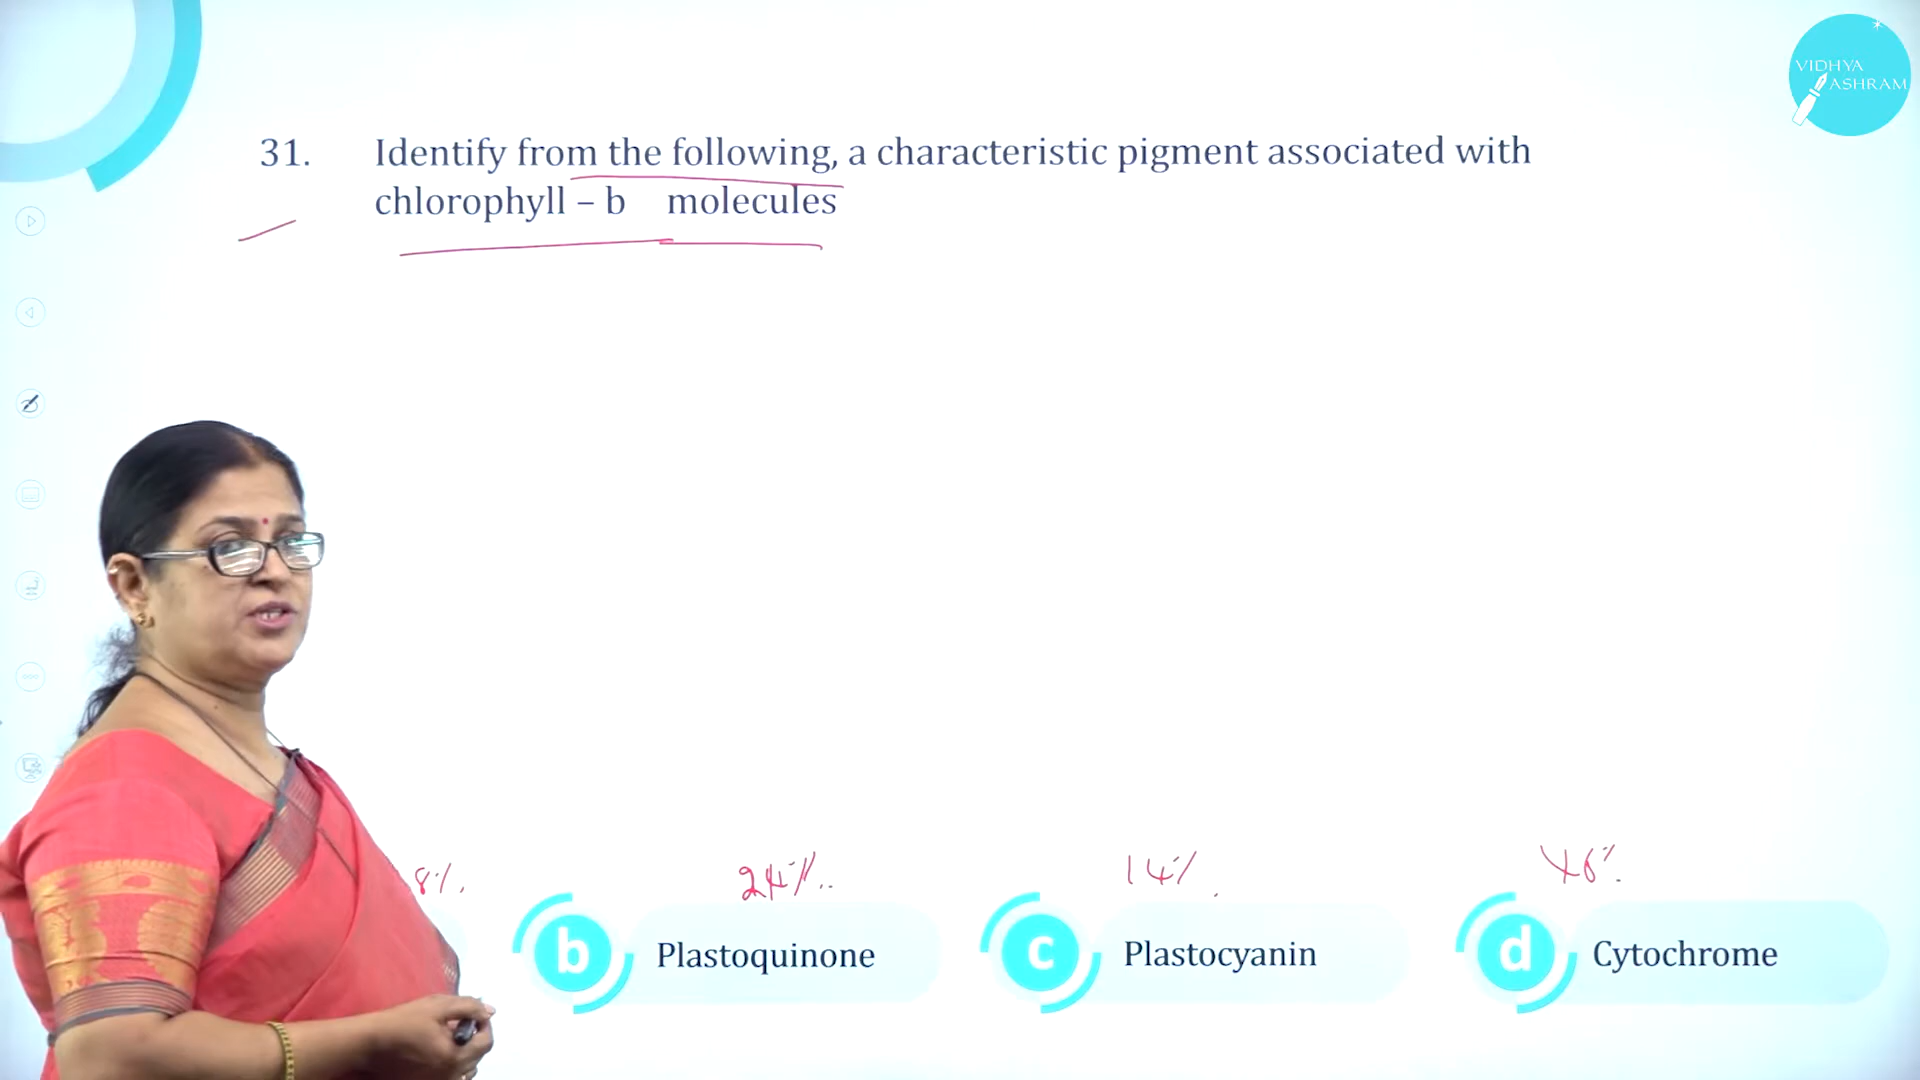 VIDHYA
ASHRAM
31. Identify from the following, a characteristic pigment associated with
chlorophyll – b molecules
8%.
24%..
14%.
46%.
b Plastoquinone
c Plastocyanin
d Cytochrome